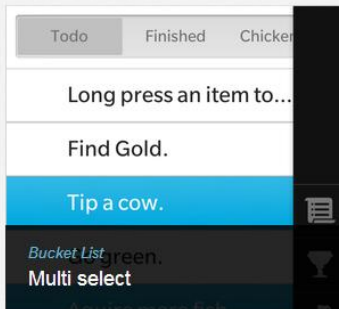 Todo Finished Chicken
Long press an item to...
Find Gold.
Tip a cow.
Bucket List
Go green.
Multi select